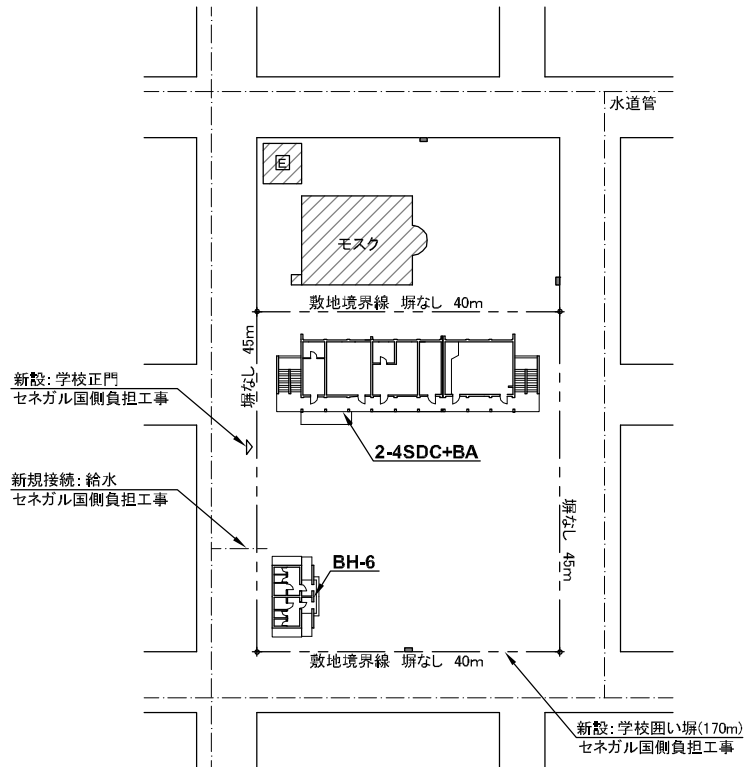 水道管
E
モスク
敷地境界線 塀なし 40m
塀なし 45m
新設:学校正門
セネガル国側負担工事
2-4SDC+BA
新規接続:給水
セネガル国側負担工事
塀なし 45m
BH-6
敷地境界線 塀なし 40m
新設:学校囲い塀(170m)
セネガル国側負担工事